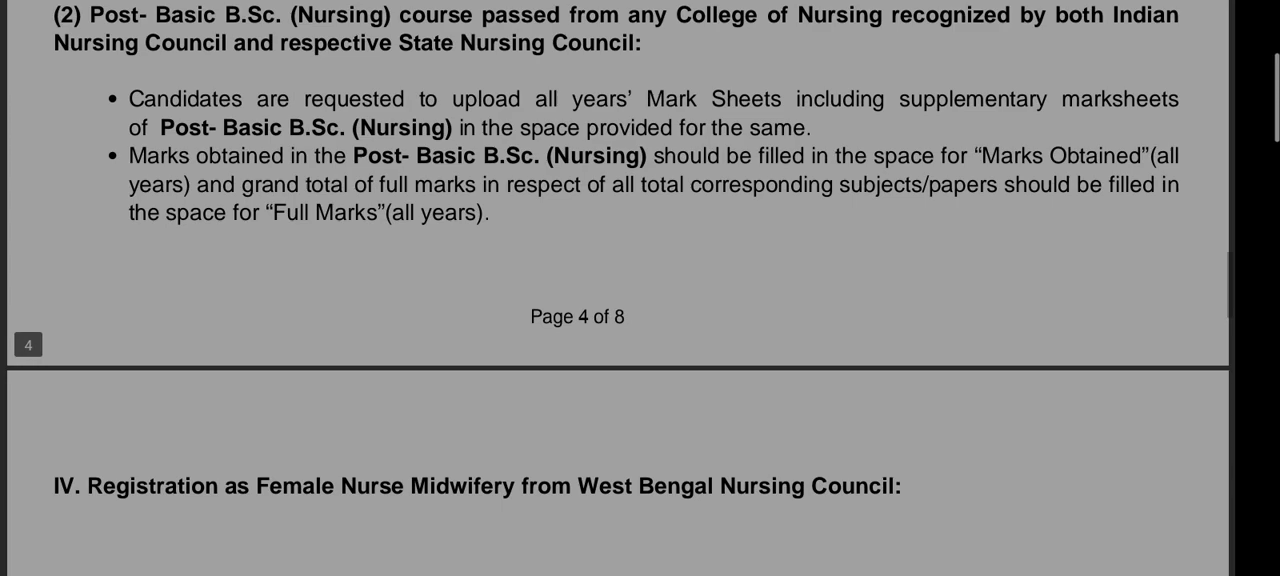 (2) Post- Basic B.Sc. (Nursing) course passed from any College of Nursing recognized by both Indian
Nursing Council and respective State Nursing Council:
• Candidates are requested to upload all years’ Mark Sheets including supplementary marksheets
of Post- Basic B.Sc. (Nursing) in the space provided for the same.
• Marks obtained in the Post- Basic B.Sc. (Nursing) should be filled in the space for “Marks Obtained”(all
years) and grand total of full marks in respect of all total corresponding subjects/papers should be filled in
the space for “Full Marks”(all years).
Page 4 of 8
4
IV. Registration as Female Nurse Midwifery from West Bengal Nursing Council: